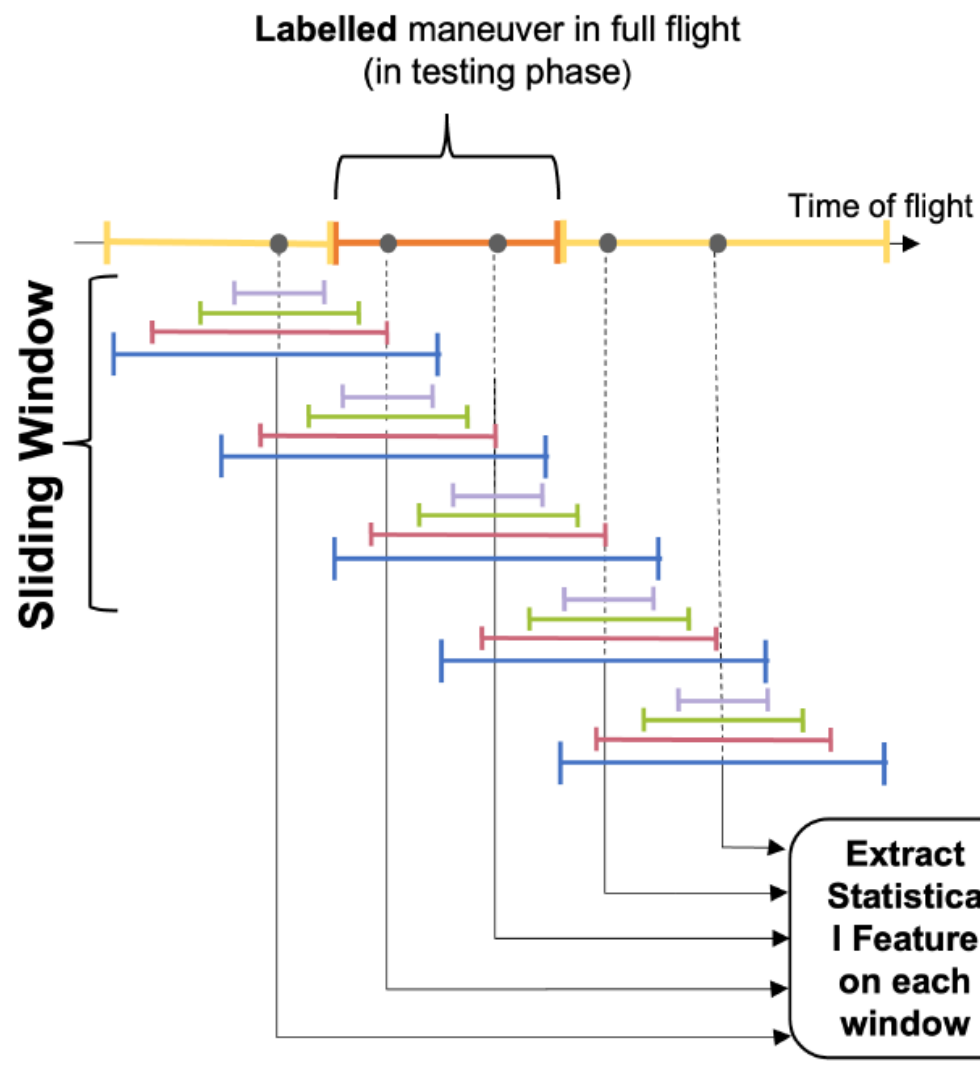 Labelled maneuver in full flight
(in testing phase)
Time of flight
Sliding Window
Extract
Statistica
l Feature
on each
window